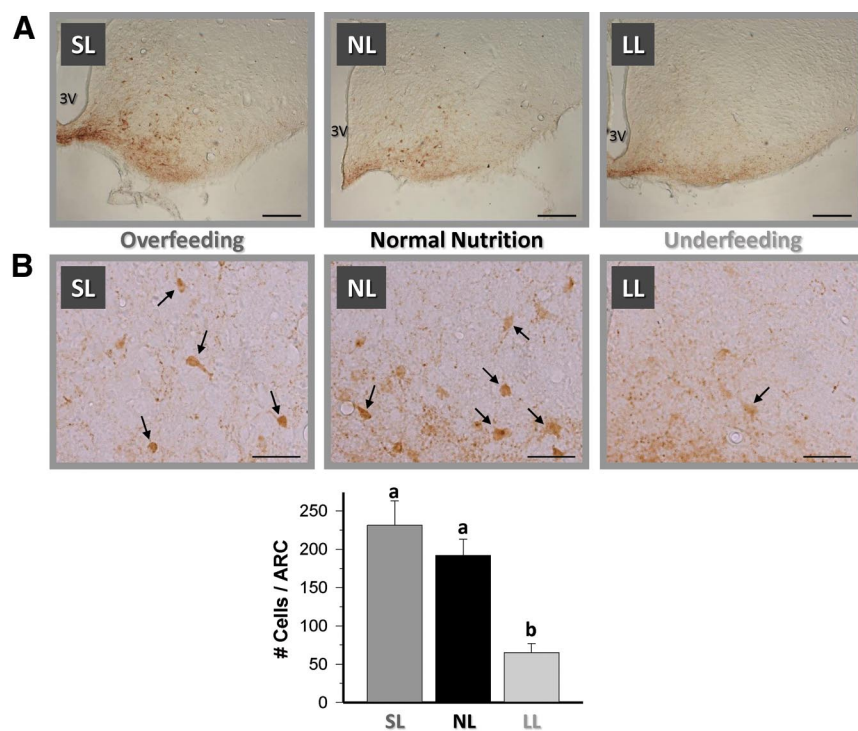 A
SL
NL
LL
3V
3V
3V
Overfeeding
Normal Nutrition
Underfeeding
B
SL
NL
LL
# Cells / ARC
250
200
150
100
50
0
a
a
b
SL
NL
LL